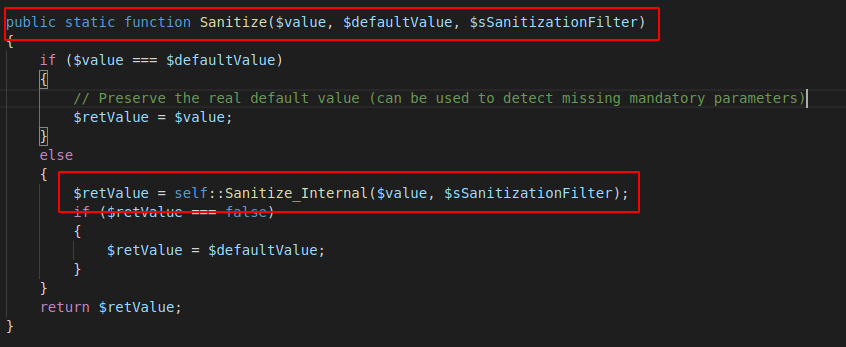 public static function Sanitize($value, $defaultValue, $sSanitizationFilter)
{
if ($value === $defaultValue)
{
// Preserve the real default value (can be used to detect missing mandatory parameters)
$retValue = $value;
}
else
{
$retValue = self::Sanitize_Internal($value, $sSanitizationFilter);
if ($retValue === false)
{
$retValue = $defaultValue;
}
}
return $retValue;
}